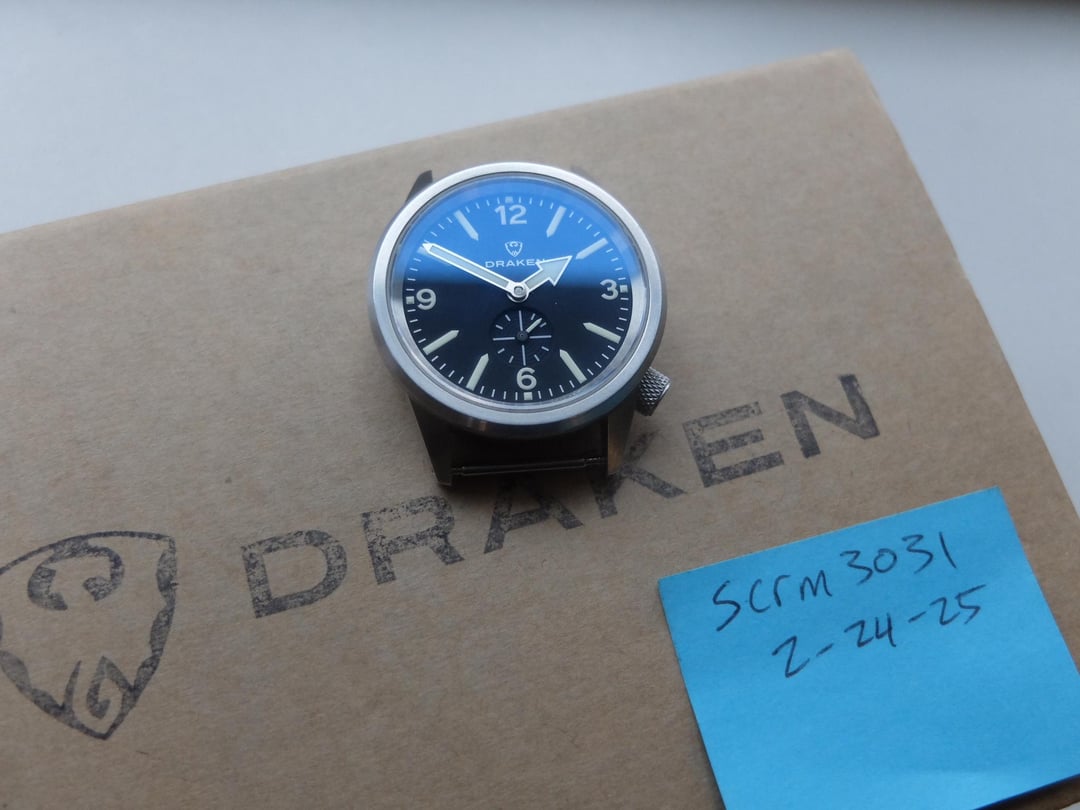 12
DRAKEN
9
3
6
DRAKEN
scrm3031
2-24-25